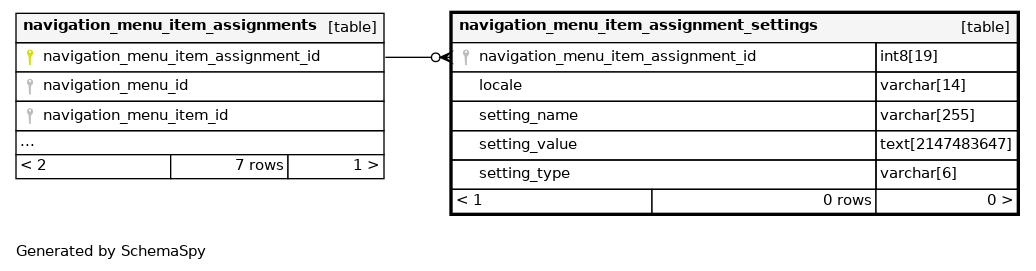 navigation_menu_item_assignments [table]
navigation_menu_item_assignment_id
navigation_menu_id
navigation_menu_item_id
...
< 2 7 rows 1 >
navigation_menu_item_assignment_settings [table]
navigation_menu_item_assignment_id int8[19]
locale varchar[14]
setting_name varchar[255]
setting_value text[2147483647]
setting_type varchar[6]
< 1 0 rows 0 >
Generated by SchemaSpy